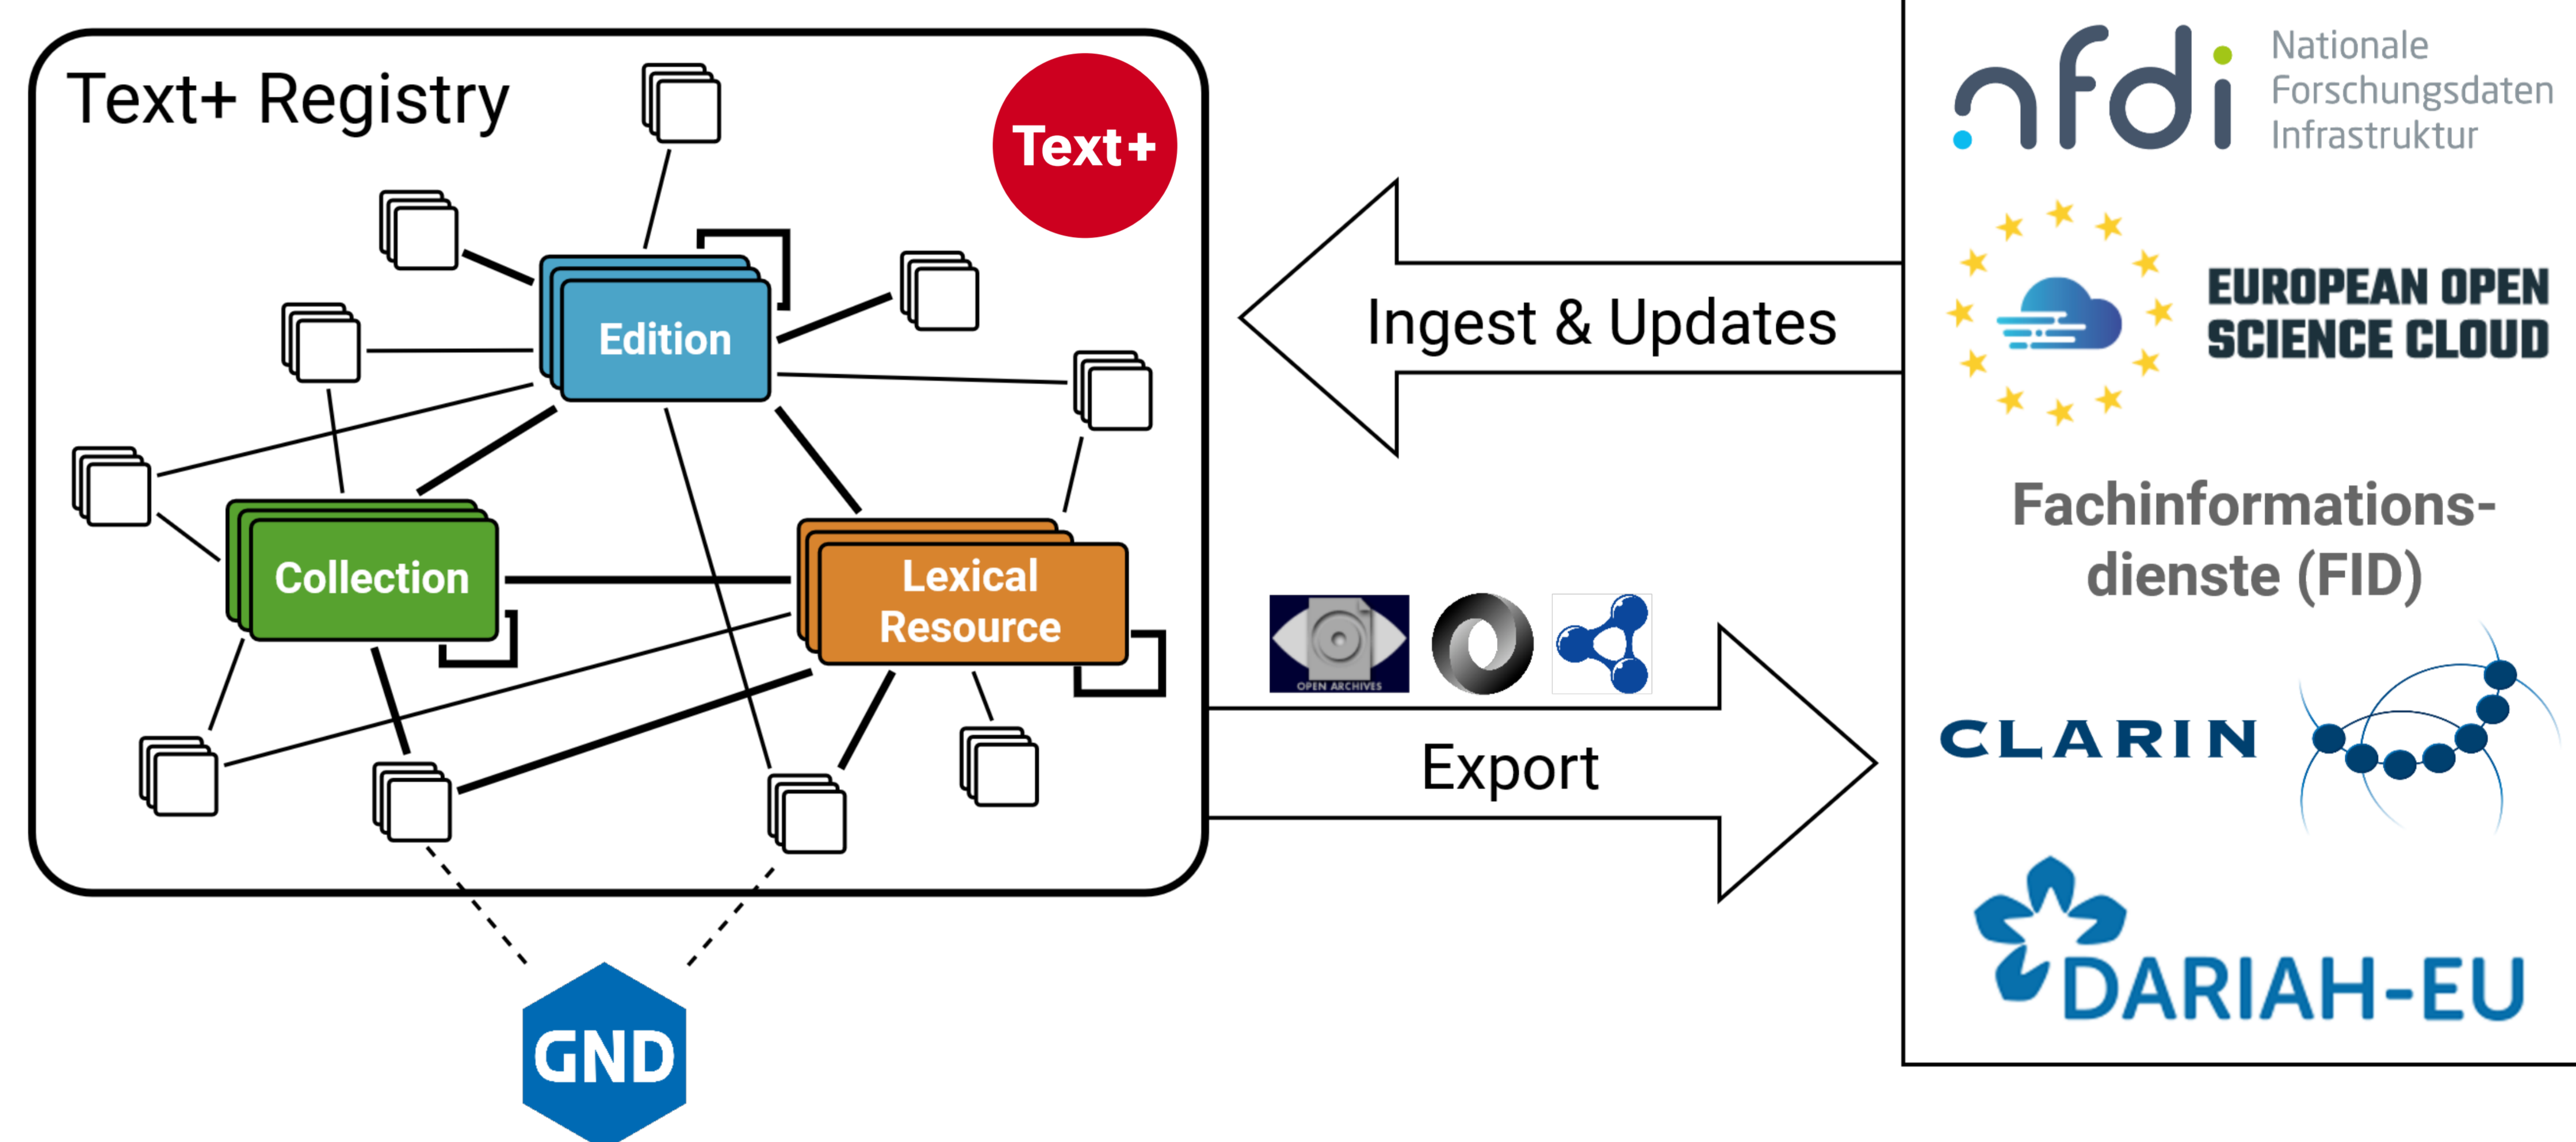 Text+ Registry
Text+
Edition
Collection
Lexical
Resource
GND
Ingest & Updates
OPEN ARCHIVES
Export
nfdi
Nationale
Forschungsdaten
Infrastruktur
EUROPEAN OPEN
SCIENCE CLOUD
Fachinformations-
dienste (FID)
CLARIN
DARIAH-EU